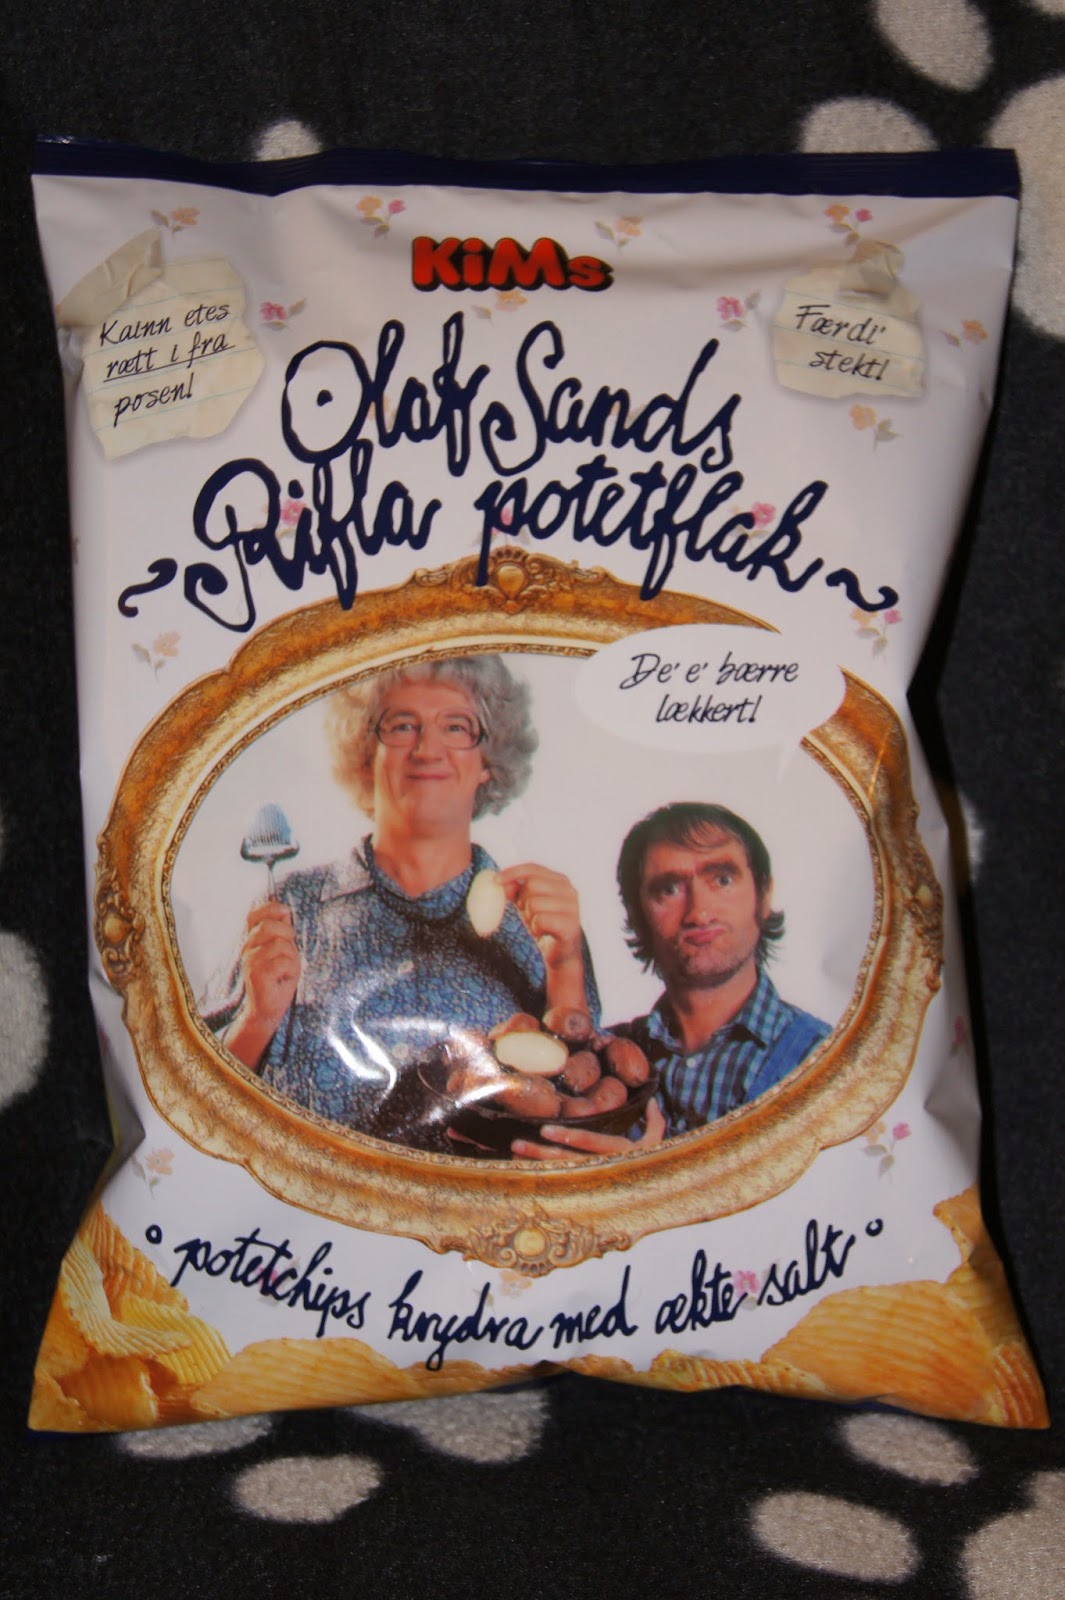 KiMs
Kainn etes
rætt i fra
posen!
Færdi'
stekt!
Olaf Sands
~Rifla potetflak~
De' e' bærre
lækkert!
° potetchips krydra med ækte salt °